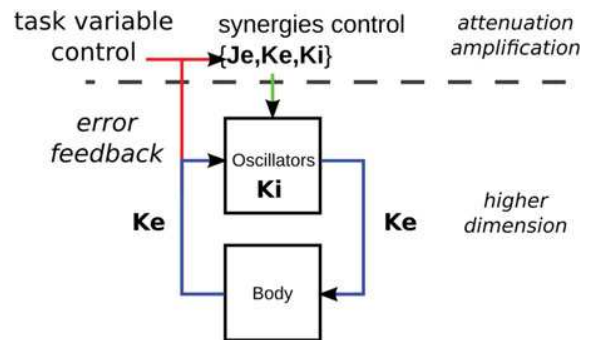 task variable
control
synergies control
{Je,Ke,Ki}
attenuation
amplification
error
feedback
Oscillators
Ki
Ke
Ke
higher
dimension
Body